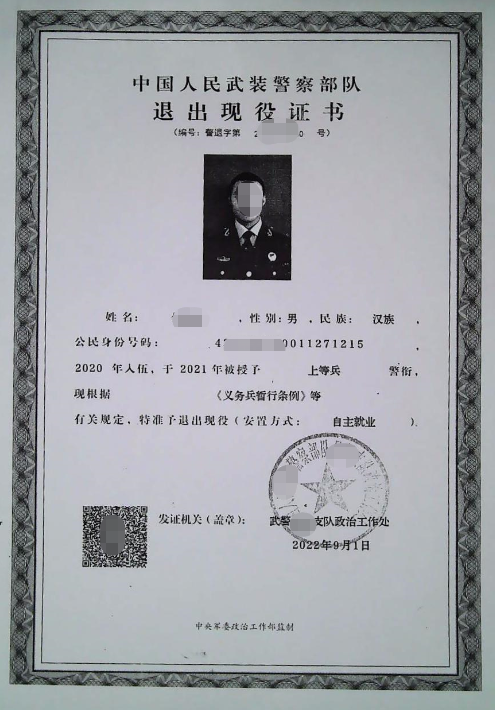 中国人民武装警察部队
退出现役证书
（编号：警退字第 2 0 号）
姓名： ，性别：男，民族： 汉族，
公民身份号码： 4 0011271215
2020 年入伍，于 2021 年被授予 上等兵 警衔，
现根据 《义务兵暂行条例》等
有关规定，特准予退出现役（安置方式： 自主就业 ）。
警察部队
发证机关（盖章）： 武警 支队政治工作处
2022年9月1日
中央军委政治工作部监制